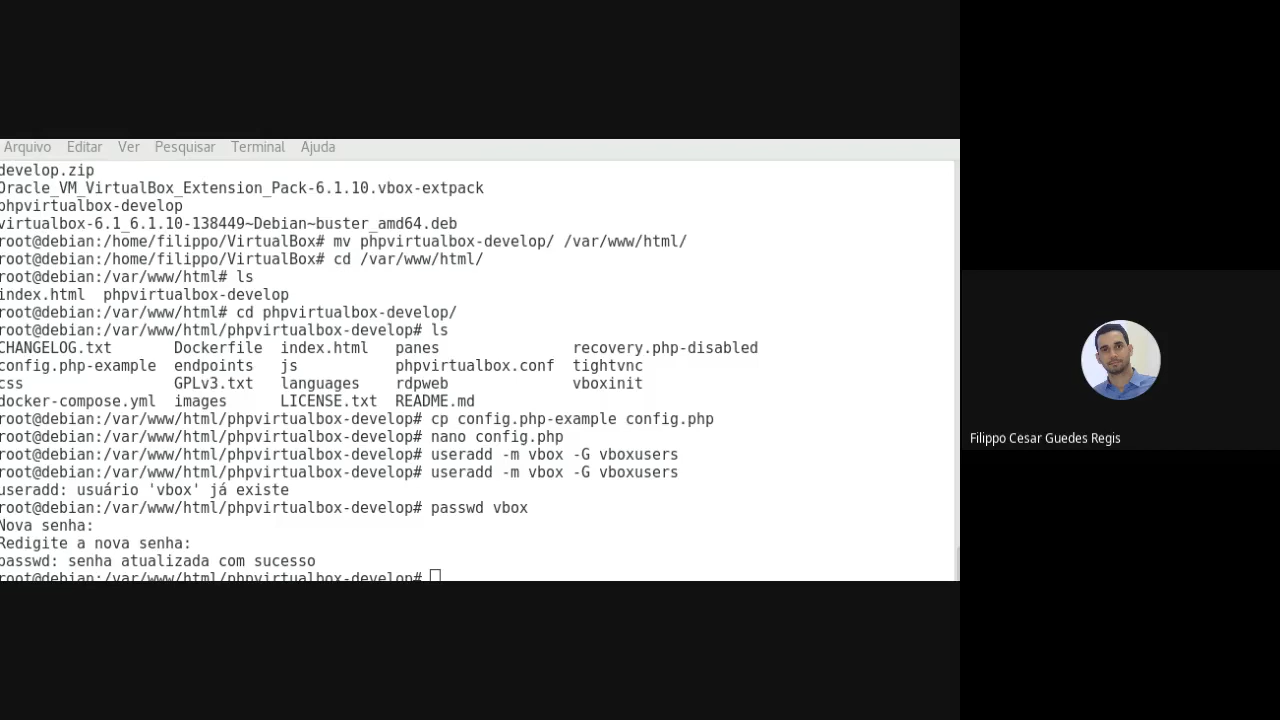 Arquivo Editar Ver Pesquisar Terminal Ajuda
develop.zip
Oracle_VM_VirtualBox_Extension_Pack-6.1.10.vbox-extpack
phpvirtualbox-develop
virtualbox-6.1_6.1.10-138449~Debian~buster_amd64.deb
root@debian:/home/filippo/VirtualBox# mv phpvirtualbox-develop/ /var/www/html/
root@debian:/home/filippo/VirtualBox# cd /var/www/html/
root@debian:/var/www/html# ls
index.html  phpvirtualbox-develop
root@debian:/var/www/html# cd phpvirtualbox-develop/
root@debian:/var/www/html/phpvirtualbox-develop# ls
CHANGELOG.txt       Dockerfile  index.html   panes               recovery.php-disabled
config.php-example  endpoints   js           phpvirtualbox.conf  tightvnc
css                 GPLv3.txt   languages    rdpweb              vboxinit
docker-compose.yml  images      LICENSE.txt  README.md
root@debian:/var/www/html/phpvirtualbox-develop# cp config.php-example config.php
root@debian:/var/www/html/phpvirtualbox-develop# nano config.php
root@debian:/var/www/html/phpvirtualbox-develop# useradd -m vbox -G vboxusers
root@debian:/var/www/html/phpvirtualbox-develop# useradd -m vbox -G vboxusers
useradd: usuário 'vbox' já existe
root@debian:/var/www/html/phpvirtualbox-develop# passwd vbox
Nova senha:
Redigite a nova senha:
passwd: senha atualizada com sucesso
root@debian:/var/www/html/phpvirtualbox-develop#
Filippo Cesar Guedes Regis